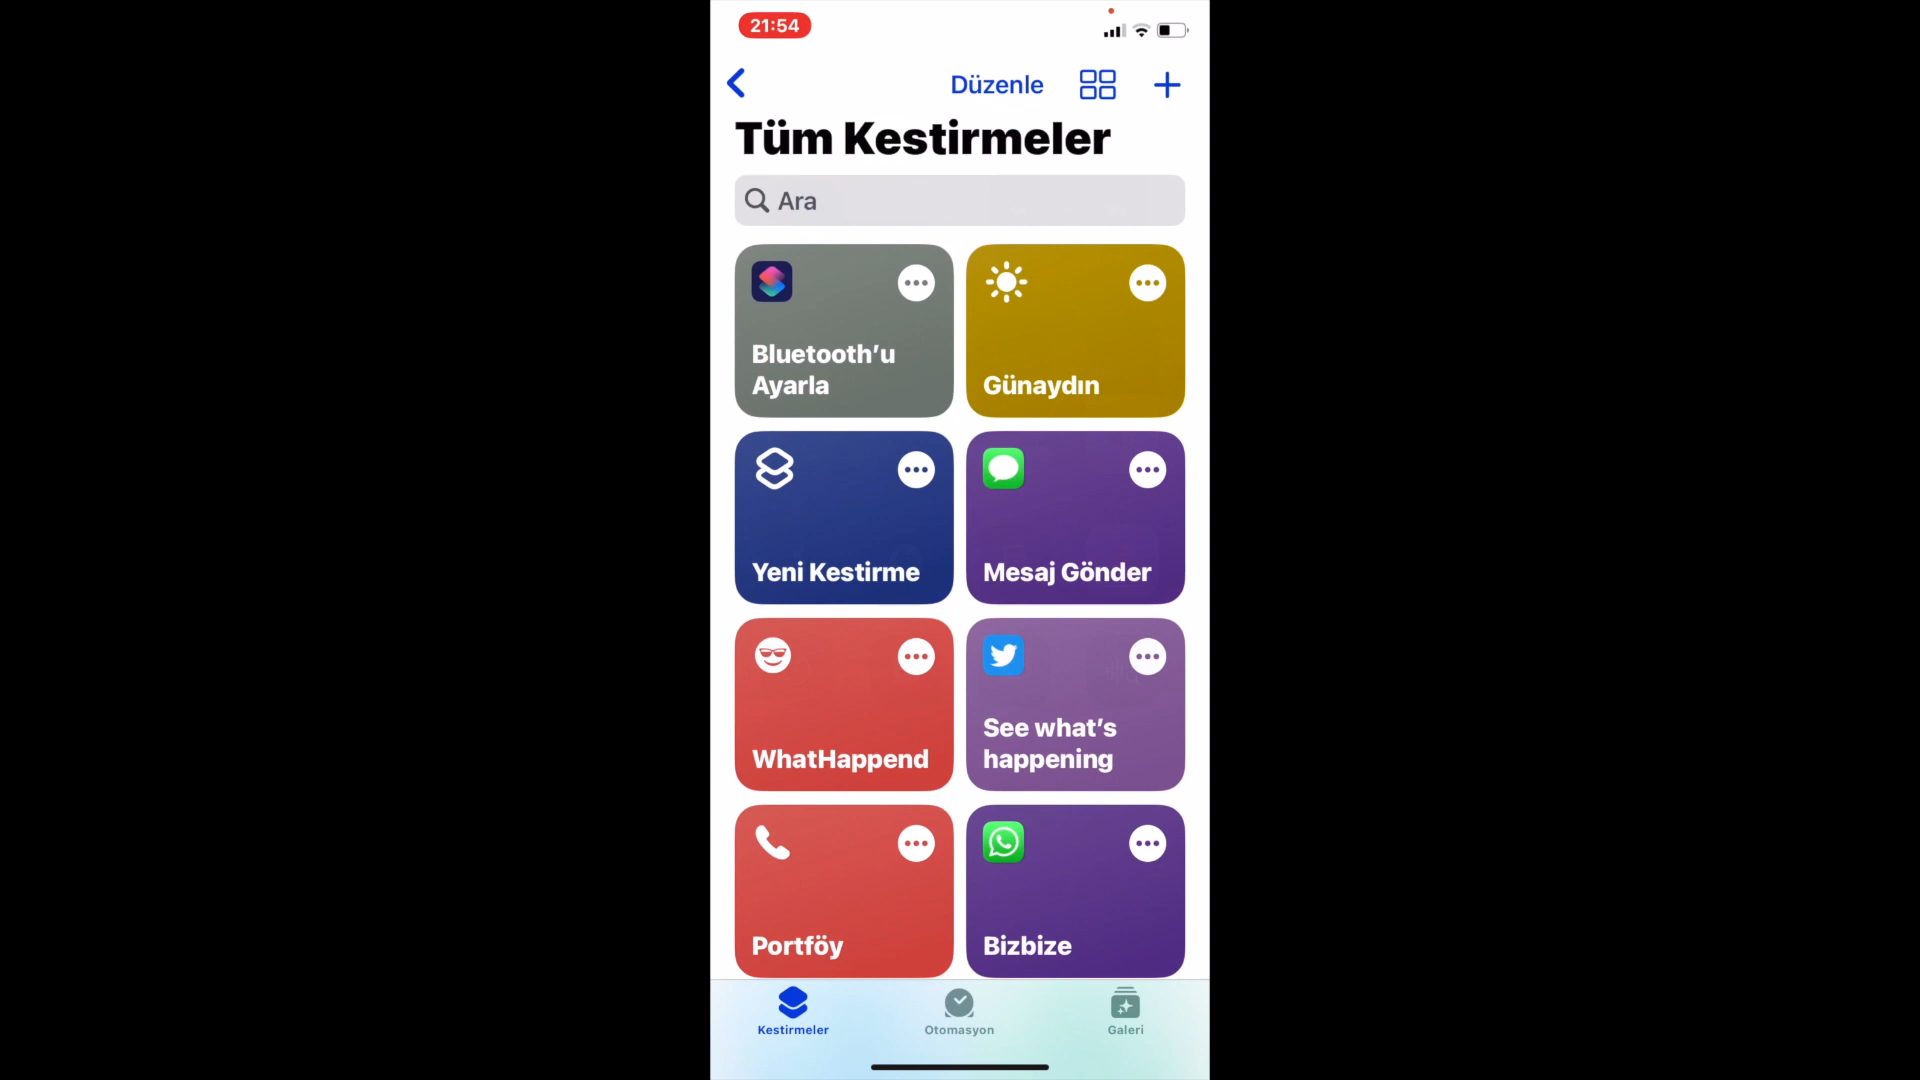 21:54
Düzenle
Tüm Kestirmeler
Ara
Bluetooth’u
Ayarla
Günaydın
Yeni Kestirme
Mesaj Gönder
WhatHappend
See what’s
happening
Portföy
Bizbize
Kestirmeler
Otomasyon
Galeri